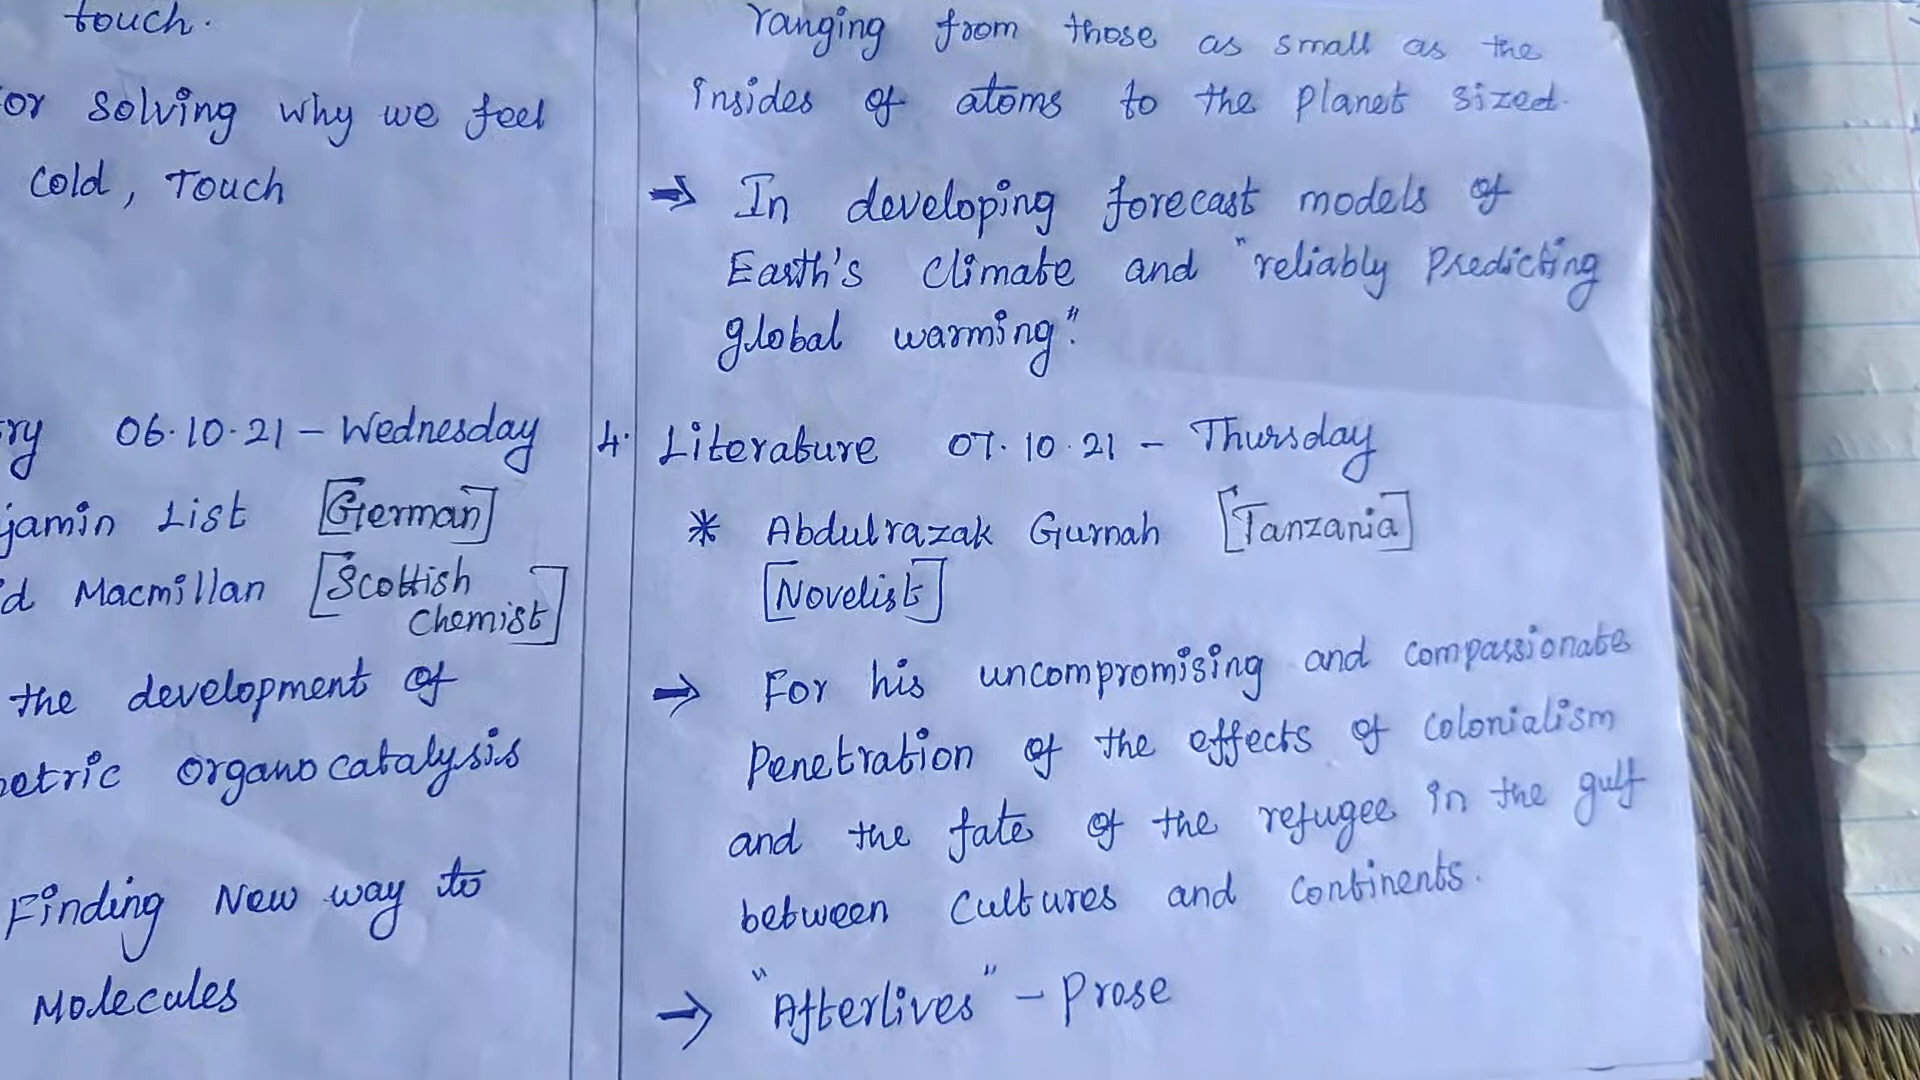 touch.
or solving why we feel
cold, Touch
ry 06.10.21 - Wednesday
jamin List [German]
d Macmillan [Scottish
Chemist]
the development of
etric organocatalysis
Finding New way to
Molecules
ranging from those as small as the
insides of atoms to the planet sized.
⇒ In developing forecast models of
Earth's climate and "reliably Predicting
global warming".
4. Literature 07.10.21 - Thursday
* Abdulrazak Gurnah [Tanzania]
[Novelist]
⇒ For his uncompromising and compassionate
Penetration of the effects of colonialism
and the fate of the refugee in the gulf
between Cultures and continents.
→ "Afterlives" - Prose